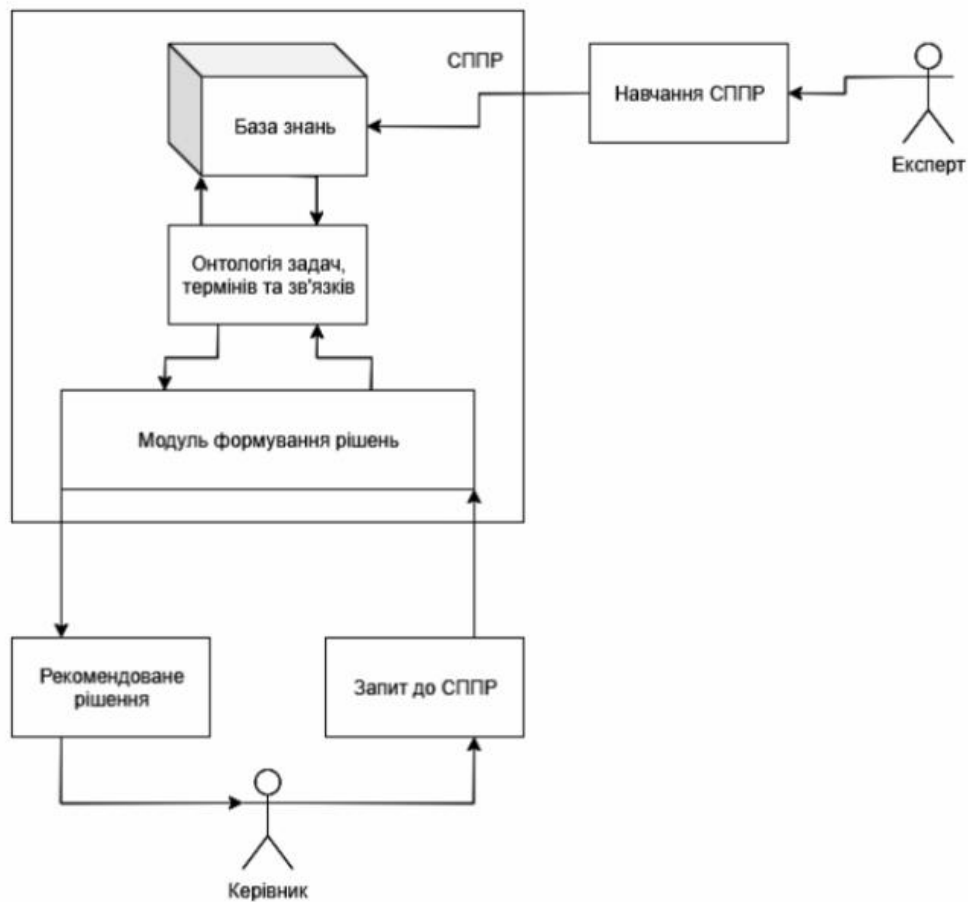 СППР
База знань
Навчання СППР
Експерт
Онтологія задач,
термінів та зв'язків
Модуль формування рішень
Рекомендоване
рішення
Запит до СППР
Керівник